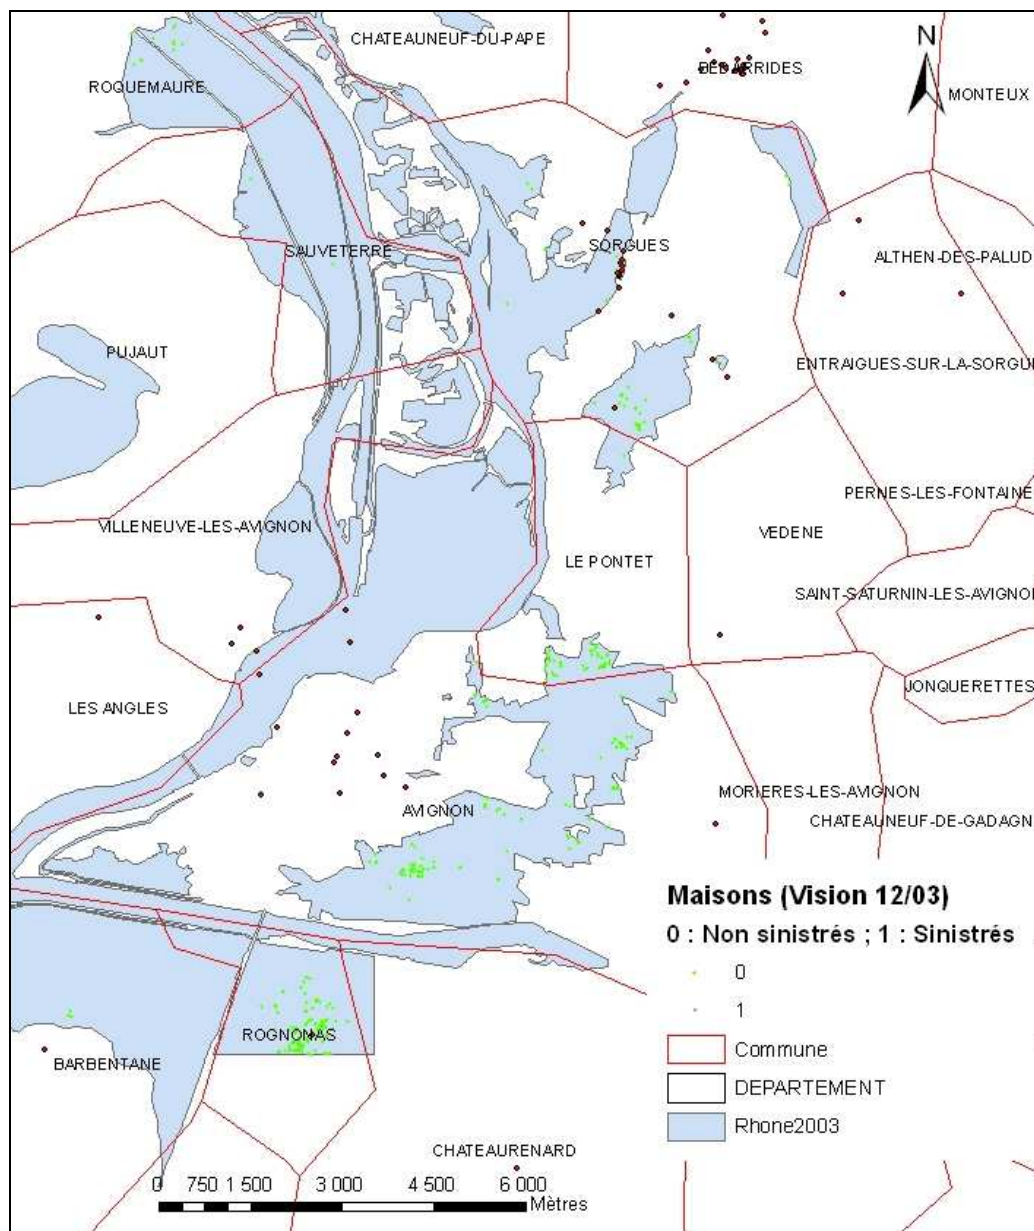 CHATEAUNEUF-DU-PAPE
N
BEDARRIDES
ROQUEMAURE
MONTEUX
SORGUES
SAUVETERRE
ALTHEN-DES-PALUD
PUJAUT
ENTRAIGUES-SUR-LA-SORGUE
PERNES-LES-FONTAINE
VILLENEUVE-LES-AVIGNON
VEDENE
LE PONTET
SAINT-SATURNIN-LES-AVIGNON
JONQUERETTES
LES ANGLES
MORIERES-LES-AVIGNON
AVIGNON
CHATEAUNEUF-DE-GADAGN
Maisons (Vision 12/03)
0 : Non sinistrés ; 1 : Sinistrés
0
1
ROGNONAS
Commune
BARBENTANE
DEPARTEMENT
Rhone2003
CHATEAURENARD
0 750 1 500 3 000 4 500 6 000
Mètres